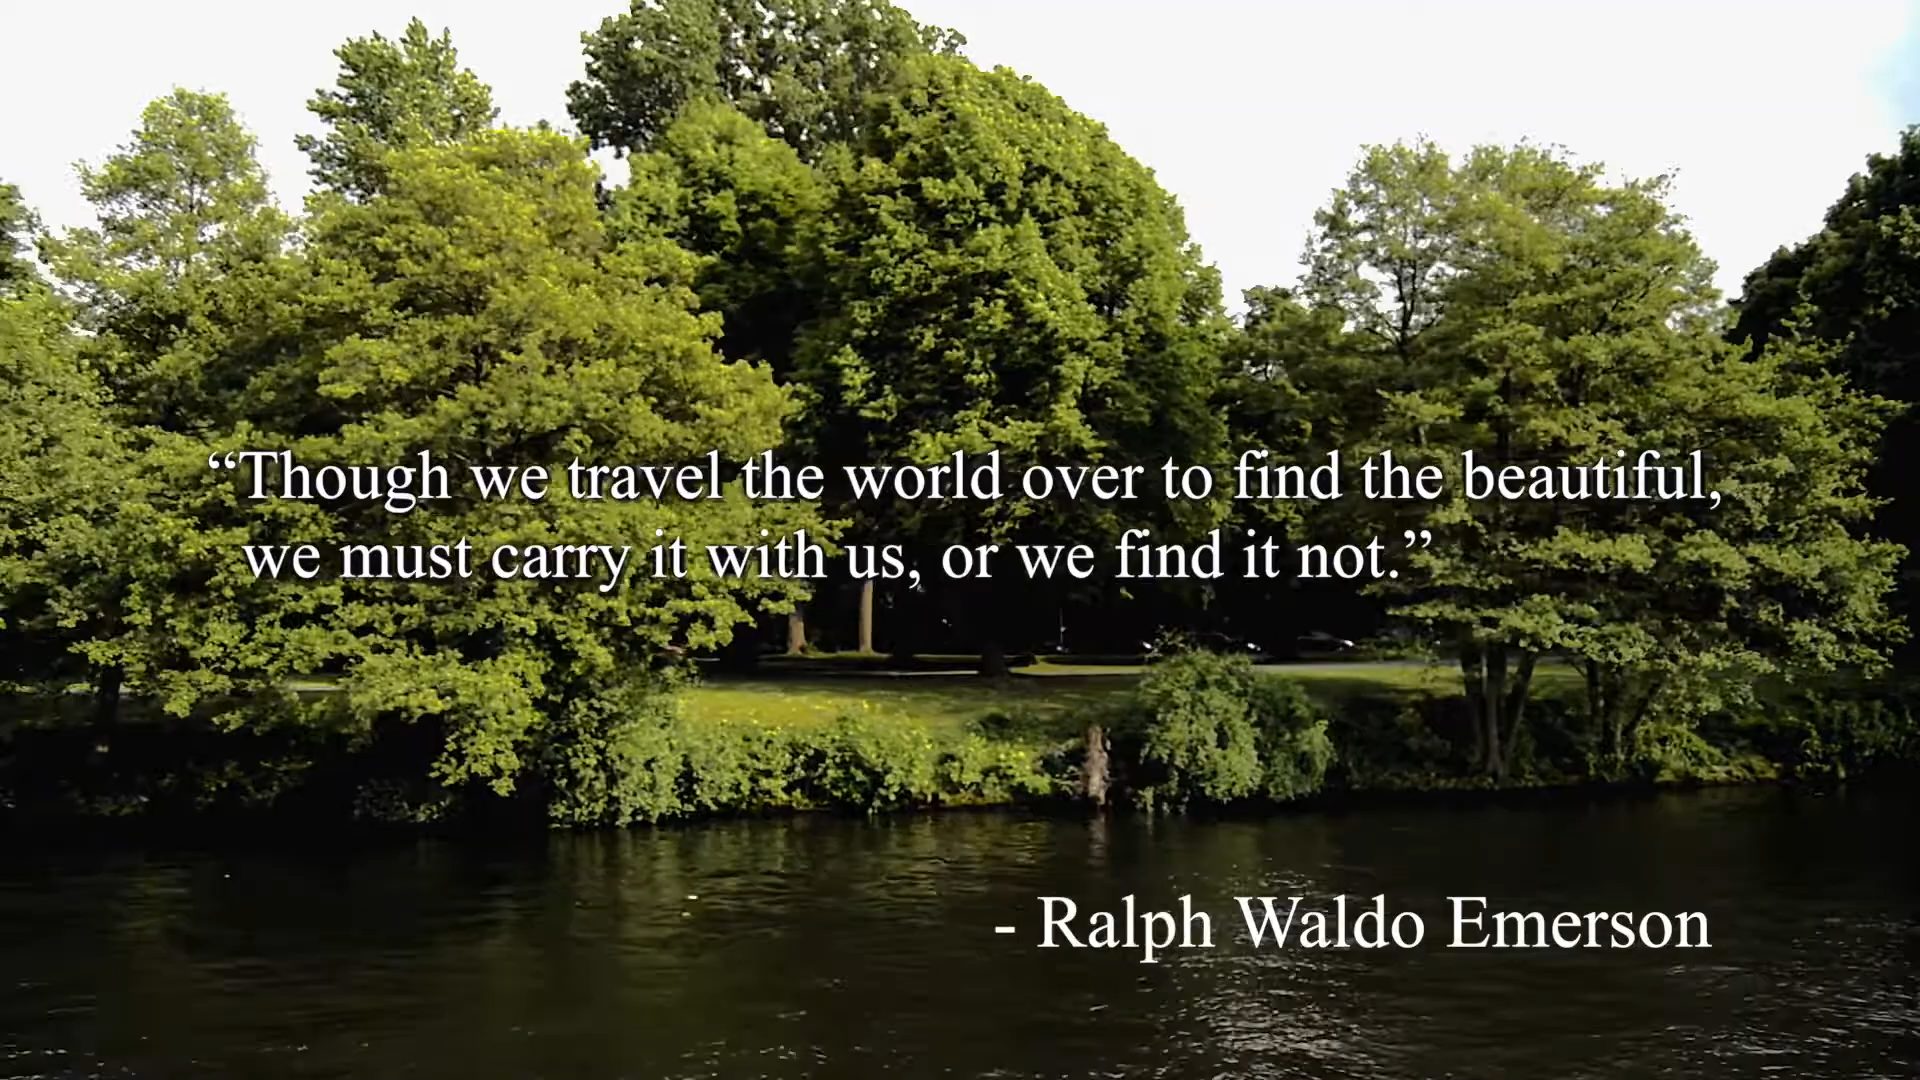 “Though we travel the world over to find the beautiful,
we must carry it with us, or we find it not.”
- Ralph Waldo Emerson